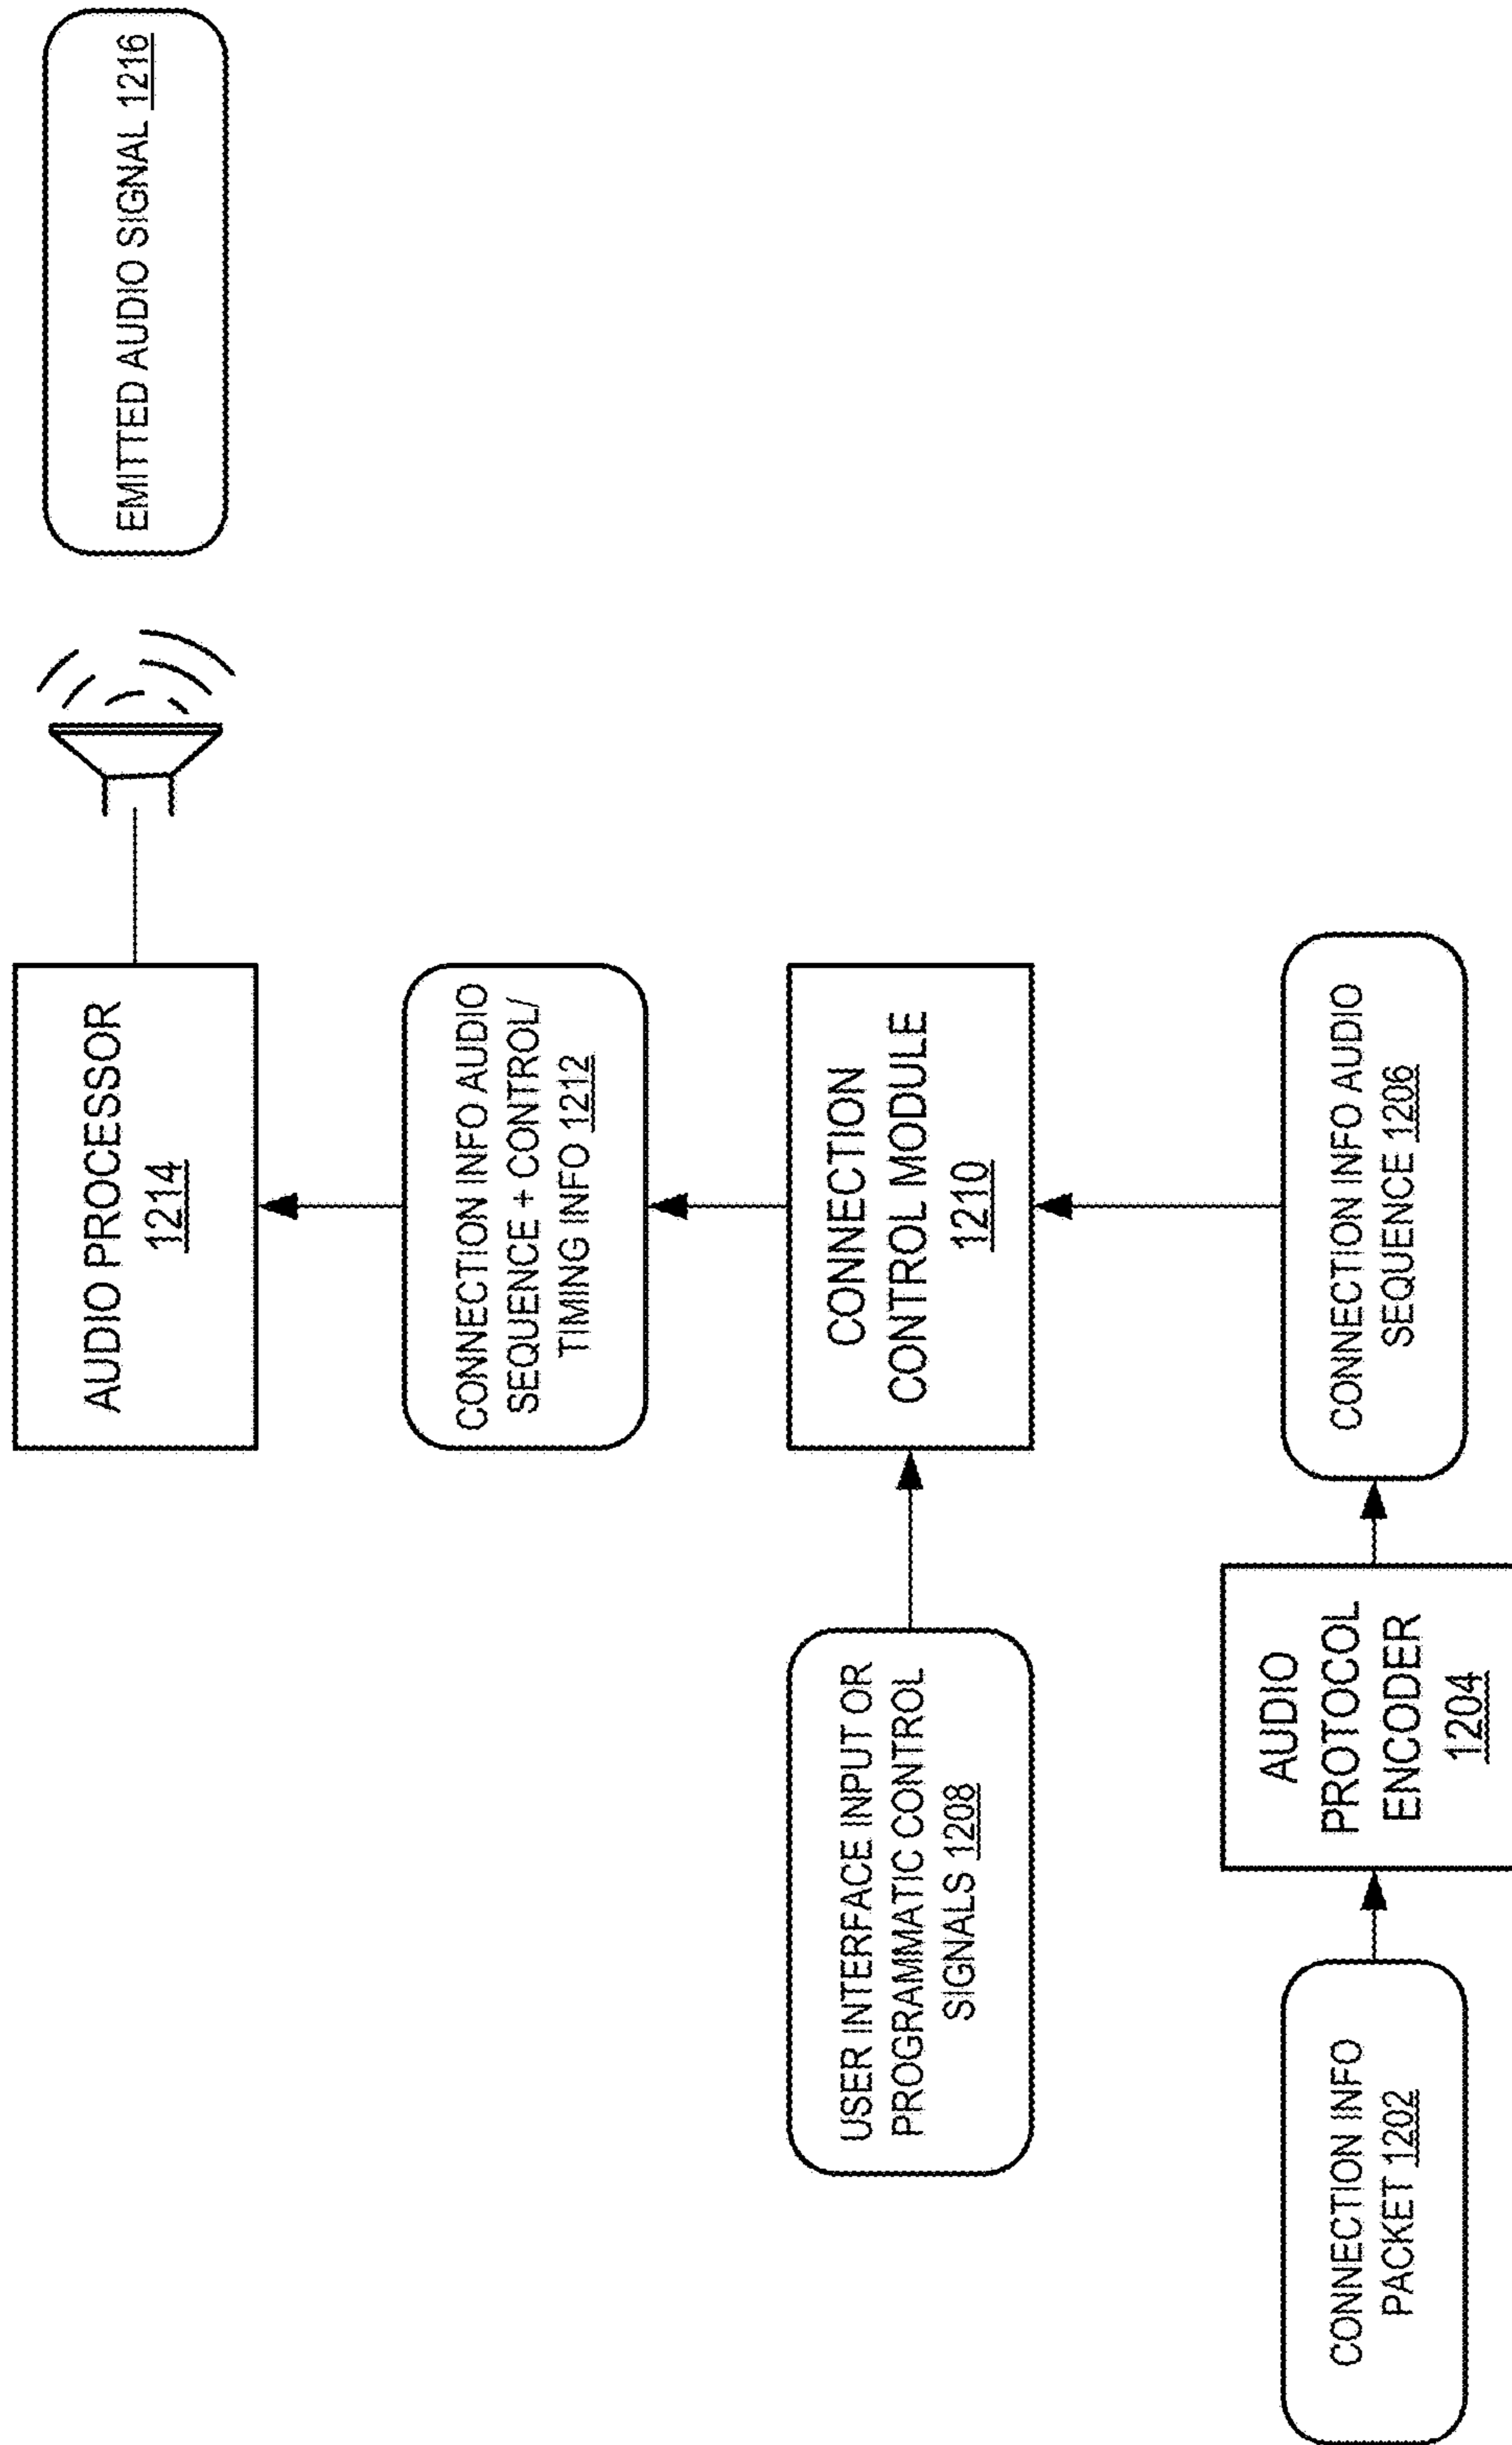 CONNECTION INFO
PACKET 1202
AUDIO
PROTOCOL
ENCODER
1204
CONNECTION INFO AUDIO
SEQUENCE 1206
USER INTERFACE INPUT OR
PROGRAMMATIC CONTROL
SIGNALS 1208
CONNECTION
CONTROL MODULE
1210
CONNECTION INFO AUDIO
SEQUENCE + CONTROL/
TIMING INFO 1212
AUDIO PROCESSOR
1214
EMITTED AUDIO SIGNAL 1216